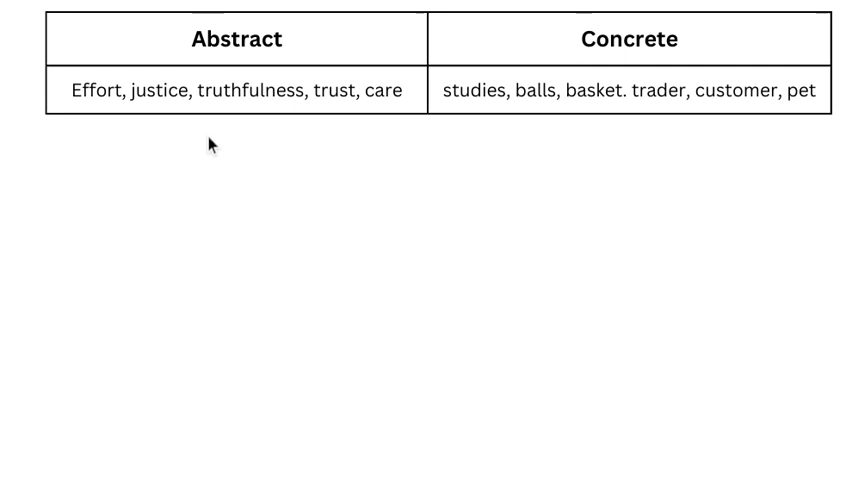 Abstract
Concrete
Effort, justice, truthfulness, trust, care
studies, balls, basket. trader, customer, pet